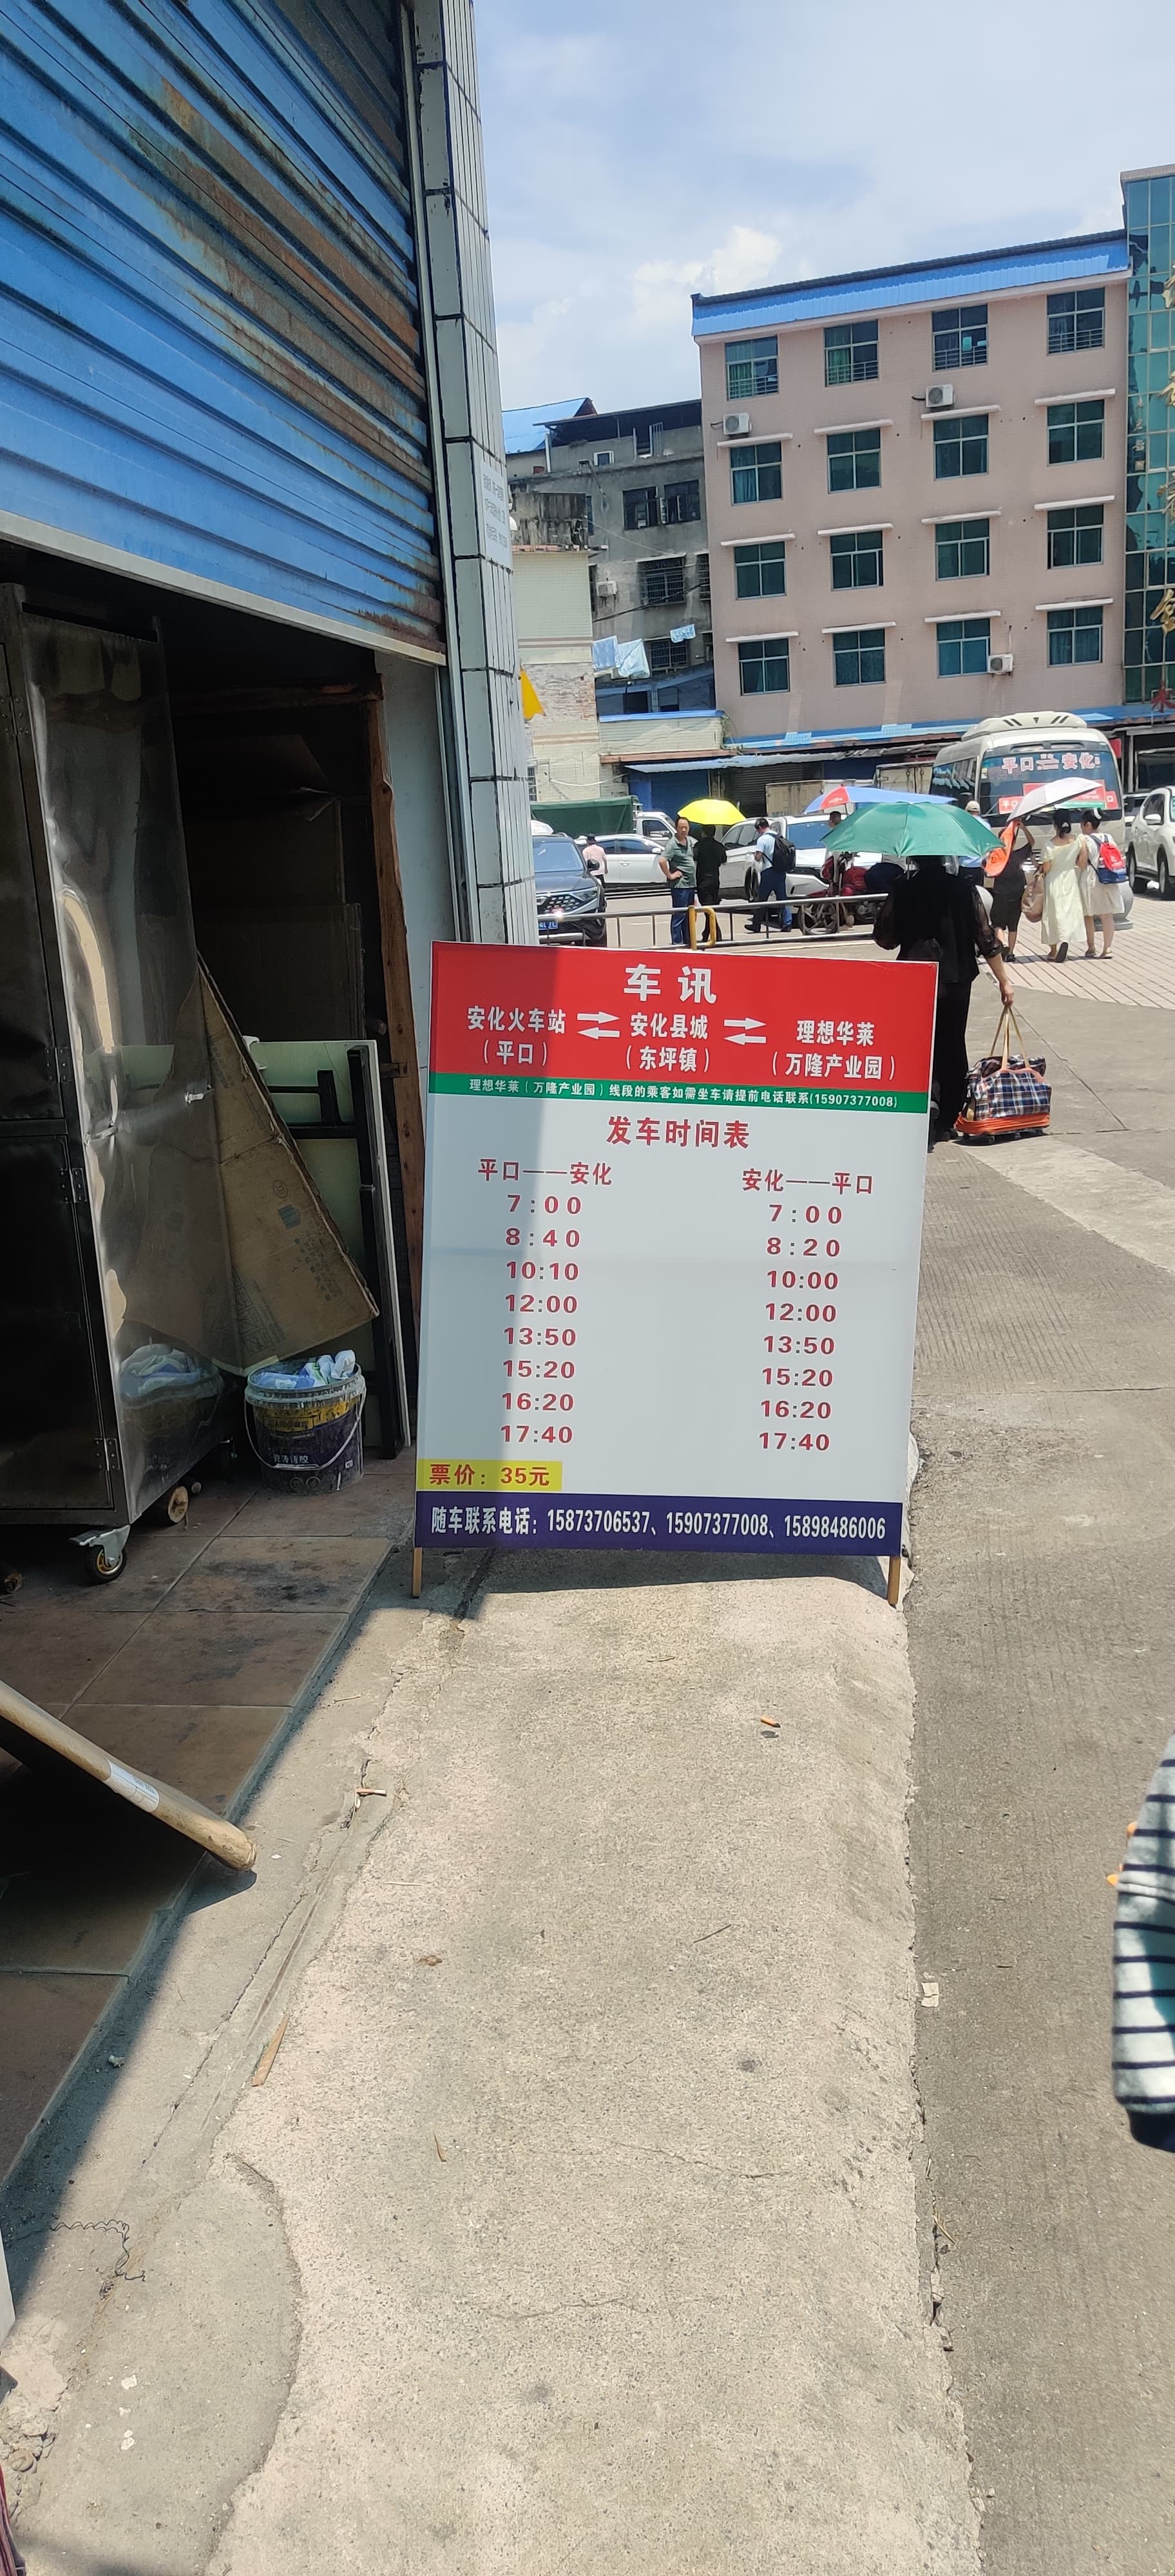 车讯
安化火车站 ⇌ 安化县城 ⇌ 理想华莱
（平口） （东坪镇） （万隆产业园）
理想华莱（万隆产业园）线段的乘客如需坐车请提前电话联系(15907377008)
发车时间表
平口——安化 安化——平口
7:00 7:00
8:40 8:20
10:10 10:00
12:00 12:00
13:50 13:50
15:20 15:20
16:20 16:20
17:40 17:40
票价：35元
随车联系电话：15873706537、15907377008、15898486006
平口 安化